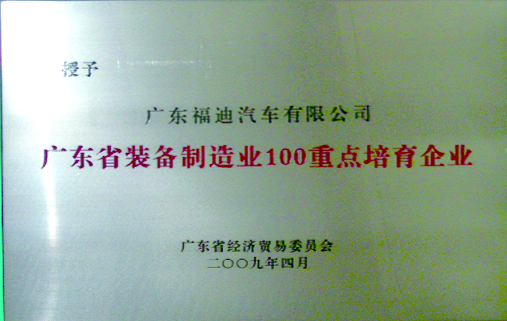 授予
广东福迪汽车有限公司
广东省装备制造业100重点培育企业
广东省经济贸易委员会
二〇〇九年四月